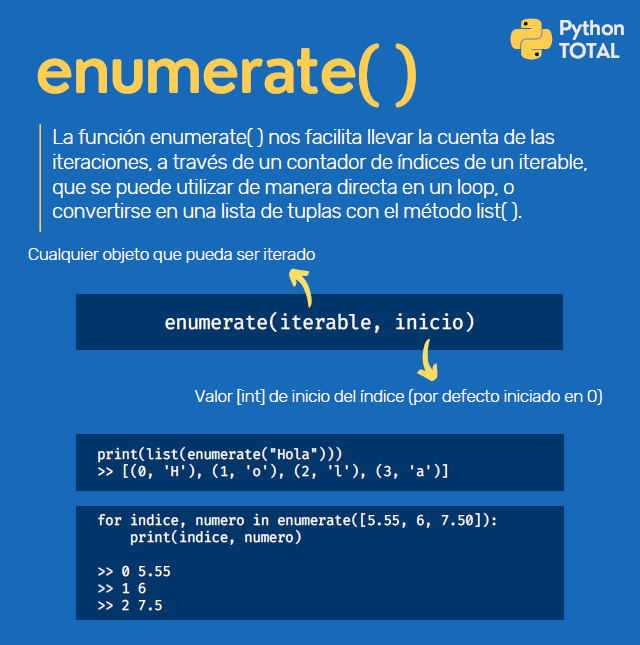 Python
TOTAL
enumerate( )
La función enumerate( ) nos facilita llevar la cuenta de las
iteraciones, a través de un contador de índices de un iterable,
que se puede utilizar de manera directa en un loop, o
convertirse en una lista de tuplas con el método list( ).
Cualquier objeto que pueda ser iterado
enumerate(iterable, inicio)
Valor [int] de inicio del índice (por defecto iniciado en 0)
print(list(enumerate("Hola")))
>> [(0, 'H'), (1, 'o'), (2, 'l'), (3, 'a')]
for indice, numero in enumerate([5.55, 6, 7.50]):
    print(indice, numero)
>> 0 5.55
>> 1 6
>> 2 7.5